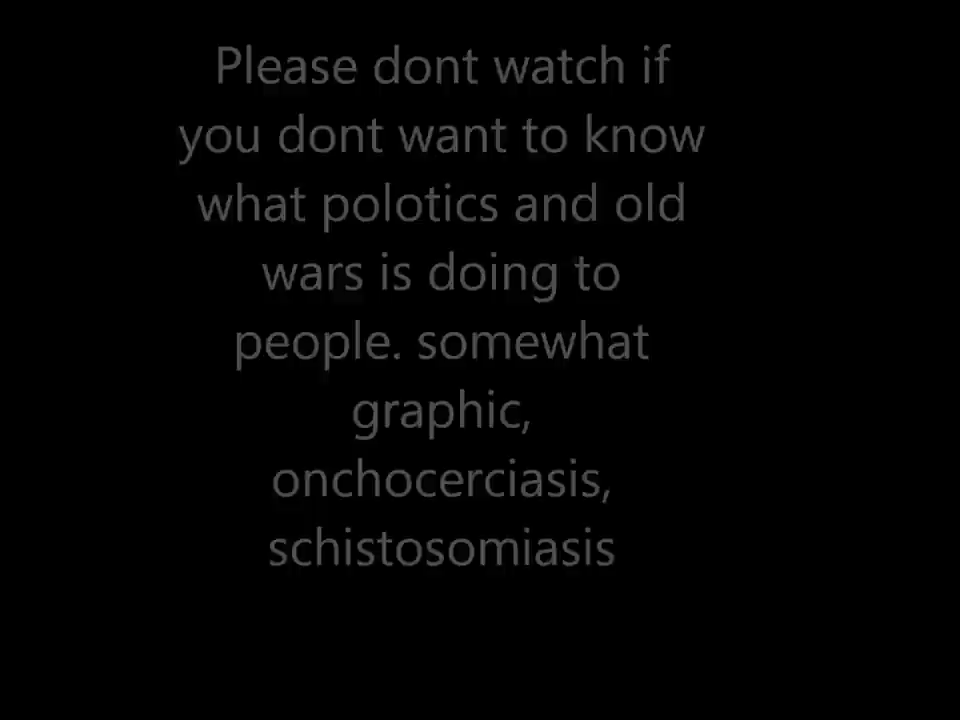 Please dont watch if
you dont want to know
what polotics and old
wars is doing to
people. somewhat
graphic,
onchocerciasis,
schistosomiasis